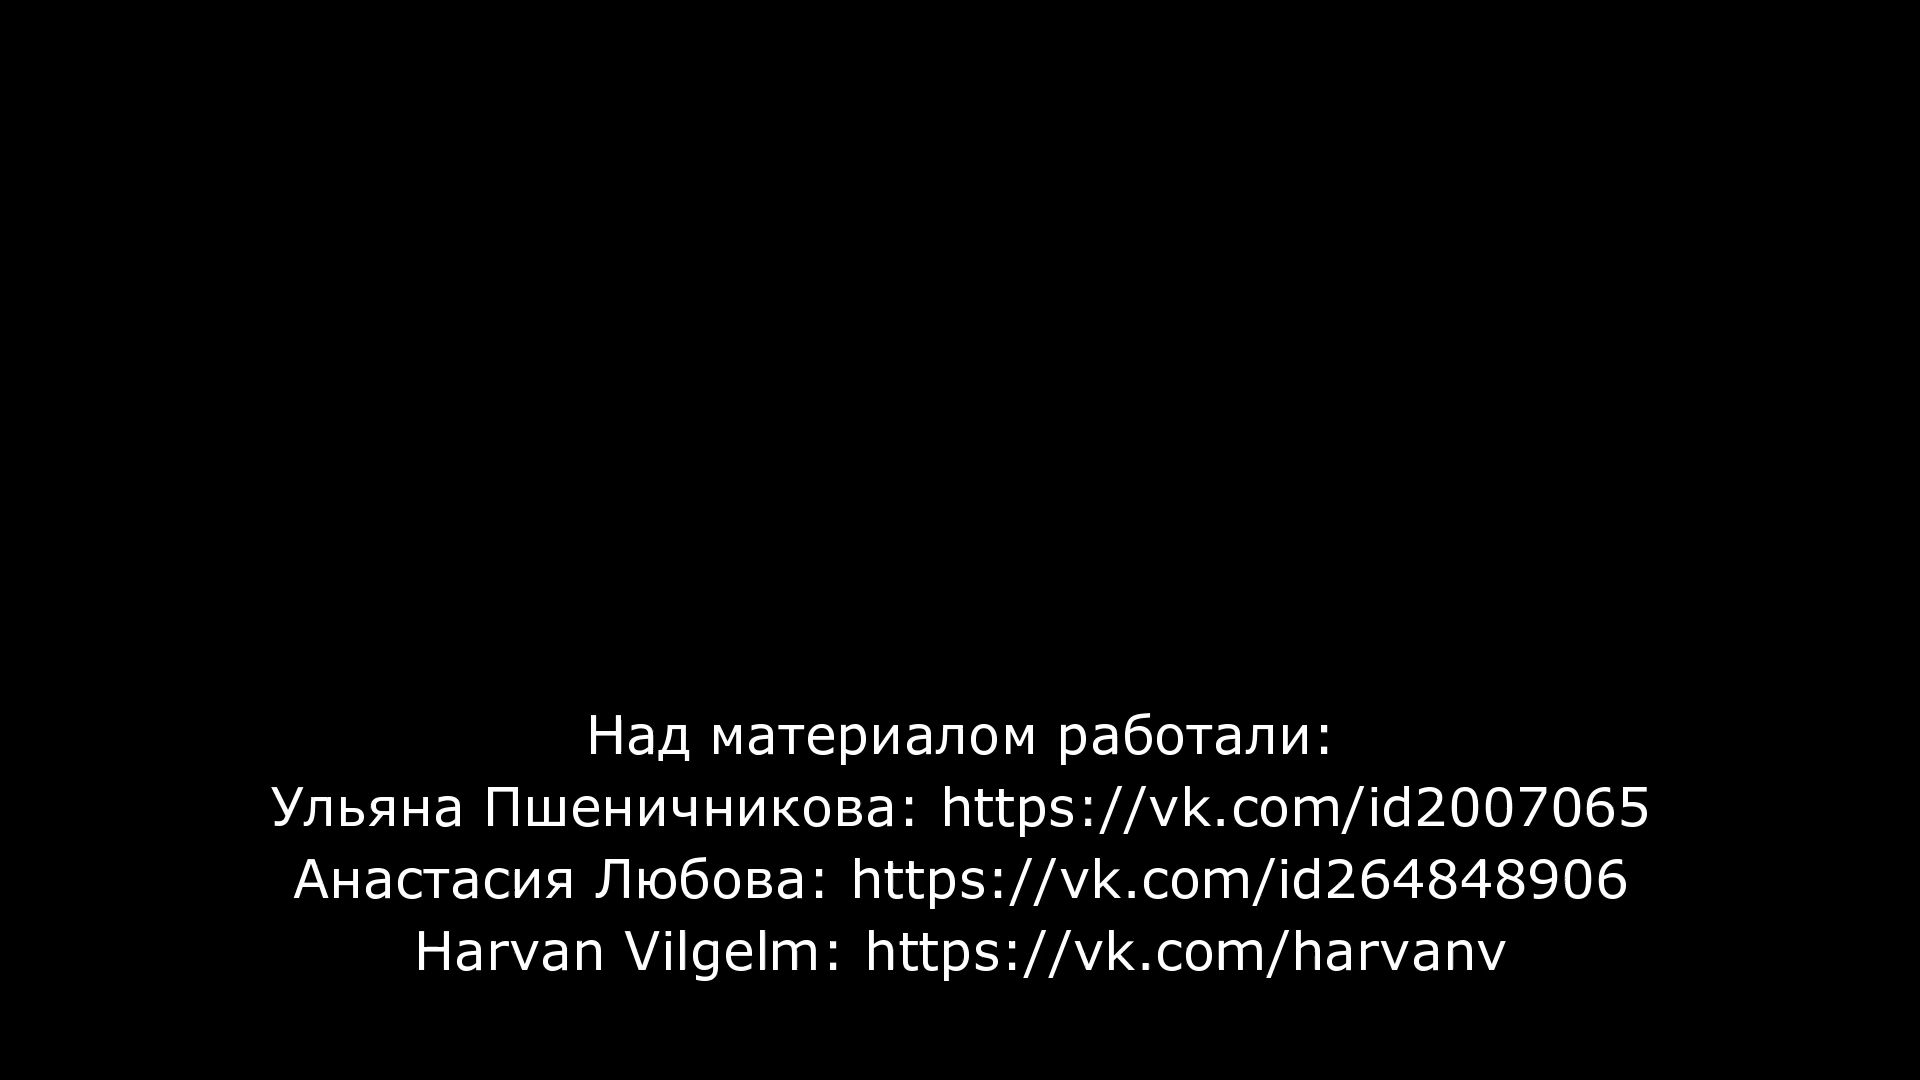 Над материалом работали:
Ульяна Пшеничникова: https://vk.com/id2007065
Анастасия Любова: https://vk.com/id264848906
Harvan Vilgelm: https://vk.com/harvanv